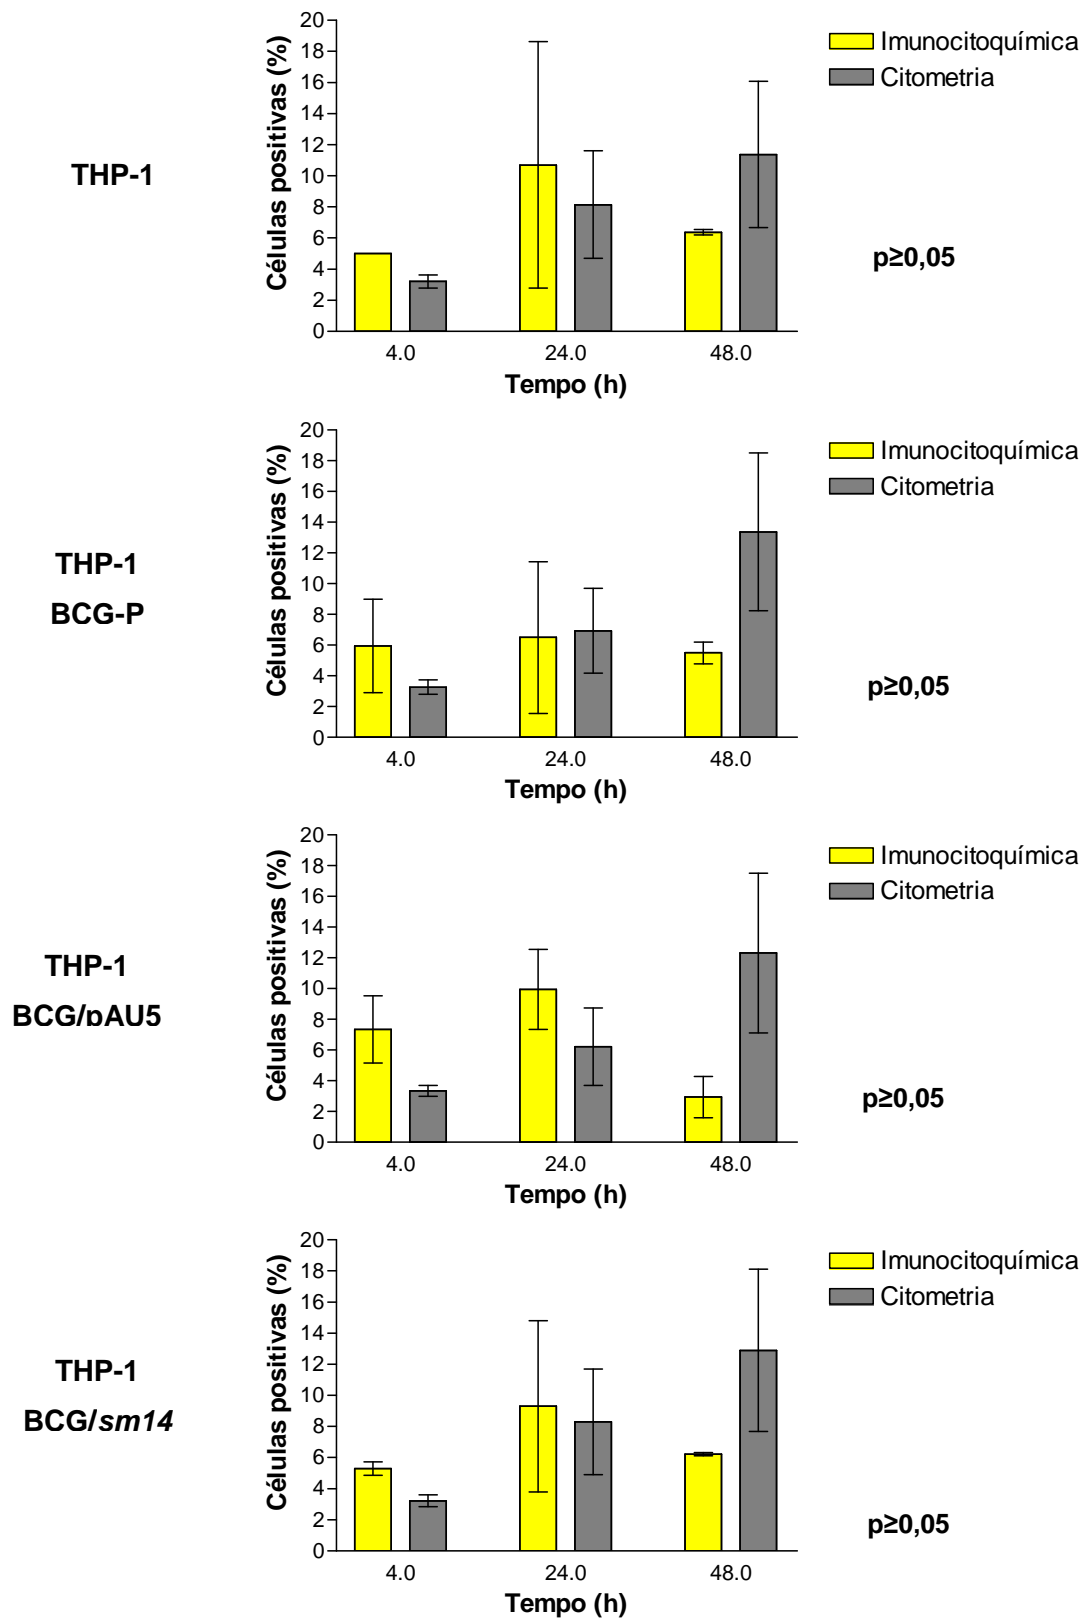 THP-1
Células positivas (%)
20
18
16
14
12
10
8
6
4
2
0
4.0
24.0
48.0
Tempo (h)
Imunocitoquímica
Citometria
p≥0,05
THP-1
BCG-P
Células positivas (%)
20
18
16
14
12
10
8
6
4
2
0
4.0
24.0
48.0
Tempo (h)
Imunocitoquímica
Citometria
p≥0,05
THP-1
BCG/pAU5
Células positivas (%)
20
18
16
14
12
10
8
6
4
2
0
4.0
24.0
48.0
Tempo (h)
Imunocitoquímica
Citometria
p≥0,05
THP-1
BCG/sm14
Células positivas (%)
20
18
16
14
12
10
8
6
4
2
0
4.0
24.0
48.0
Tempo (h)
Imunocitoquímica
Citometria
p≥0,05